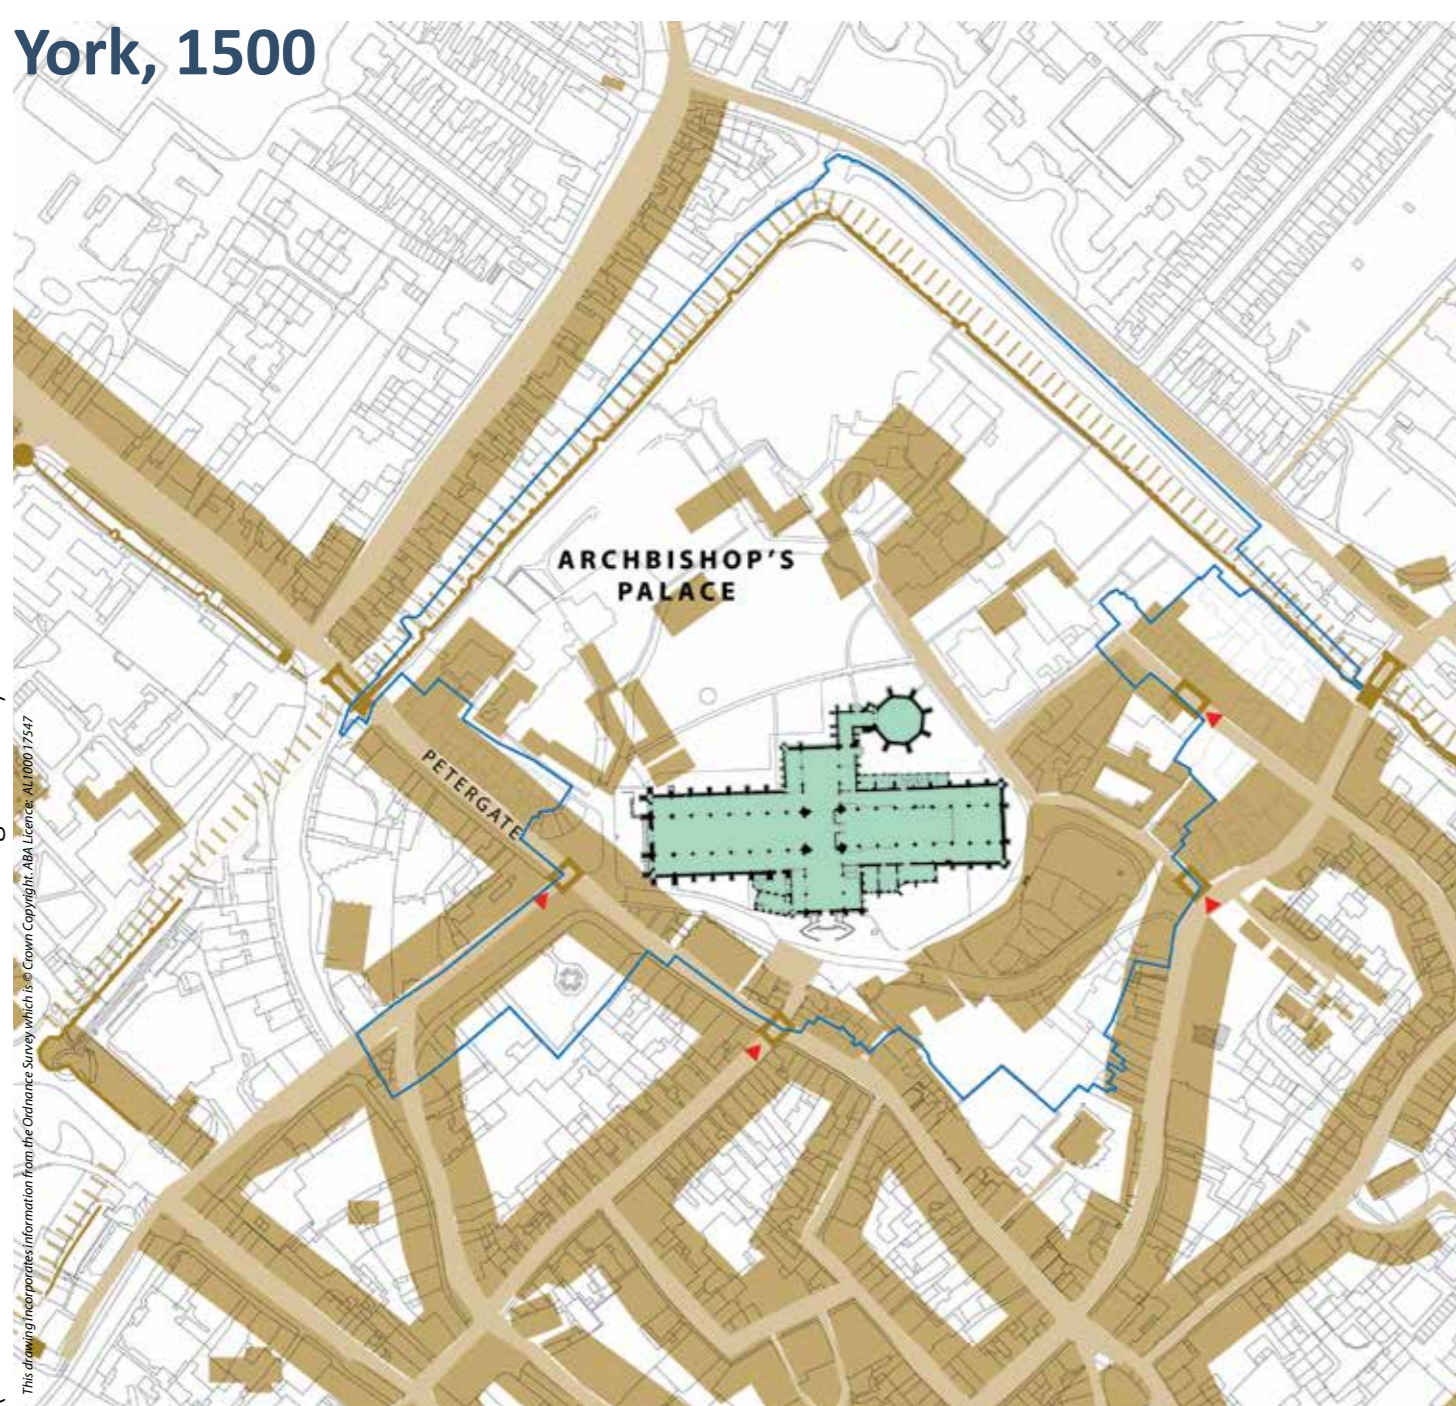 York, 1500
ARCHBISHOP'S
PALACE
PETERGATE
This drawing incorporates information from the Ordnance Survey which is © Crown Copyright. ABA Licence: AL100017547